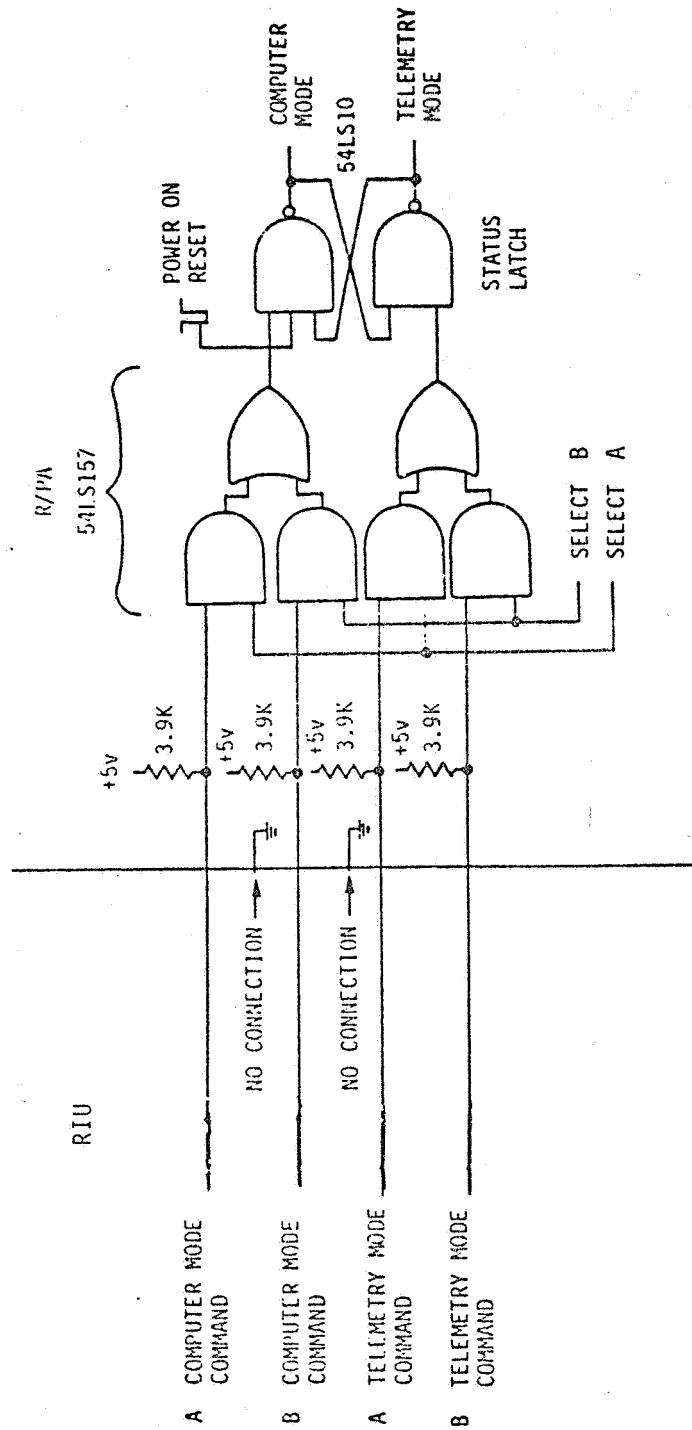 RIU
R/PA
54LS157
POWER ON
RESET
COMPUTER
MODE
54LS10
TELEMETRY
MODE
STATUS
LATCH
+5v
3.9K
+5v
3.9K
+5v
3.9K
+5v
3.9K
NO CONNECTION
NO CONNECTION
A COMPUTER MODE
COMMAND
B COMPUTER MODE
COMMAND
A TELEMETRY MODE
COMMAND
B TELEMETRY MODE
COMMAND
SELECT B
SELECT A